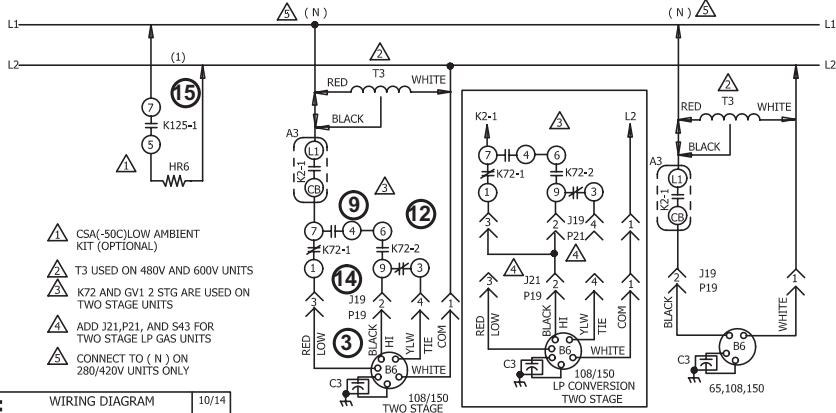 5 ( N )
( N ) 5
L1 L1
L2 (1) L2
2
RED T3 WHITE
BLACK
15
7
K125-1
5
1 HR6
A3
L1
K2-1
CB
3
9
12
7 4 6
K72-1 K72-2
1 9 3
14
J19
P19
3 2 4 1
3
RED LOW BLACK HI YLW TIE COM
B6 WHITE
C3
108/150
TWO STAGE
K2-1 L2
3
7 4 6
K72-1 K72-2
1 9 3
3 2 J19 4 1
P21
4 4
3 J21 2 4 1
P19
RED LOW BLACK HI YLW TIE COM
B6 WHITE
C3
108/150
LP CONVERSION
TWO STAGE
2
RED T3 WHITE
BLACK
A3
L1
K2-1
CB
J19
P19
2 1
BLACK WHITE
B6
C3
65,108,150
1 CSA(-50C)LOW AMBIENT
KIT (OPTIONAL)
2 T3 USED ON 480V AND 600V UNITS
3 K72 AND GV1 2 STG ARE USED ON
TWO STAGE UNITS
4 ADD J21,P21, AND S43 FOR
TWO STAGE LP GAS UNITS
5 CONNECT TO ( N ) ON
280/420V UNITS ONLY
WIRING DIAGRAM 10/14